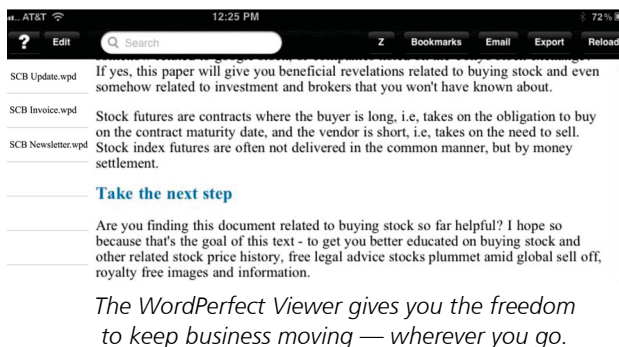 AT&T 12:25 PM 72%
? Edit Search Z Bookmarks Email Export Reload
If yes, this paper will give you beneficial revelations related to buying stock and even
SCB Update.wpd
somehow related to investment and brokers that you won't have known about.
SCB Invoice.wpd
Stock futures are contracts where the buyer is long, i,e, takes on the obligation to buy
on the contract maturity date, and the vendor is short, i.e, takes on the need to sell.
SCB Newsletter.wpd
Stock index futures are often not delivered in the common manner, but by money
settlement.
Take the next step
Are you finding this document related to buying stock so far helpful? I hope so
because that's the goal of this text - to get you better educated on buying stock and
other related stock price history, free legal advice stocks plummet amid global sell off,
royalty free images and information.
The WordPerfect Viewer gives you the freedom
to keep business moving — wherever you go.